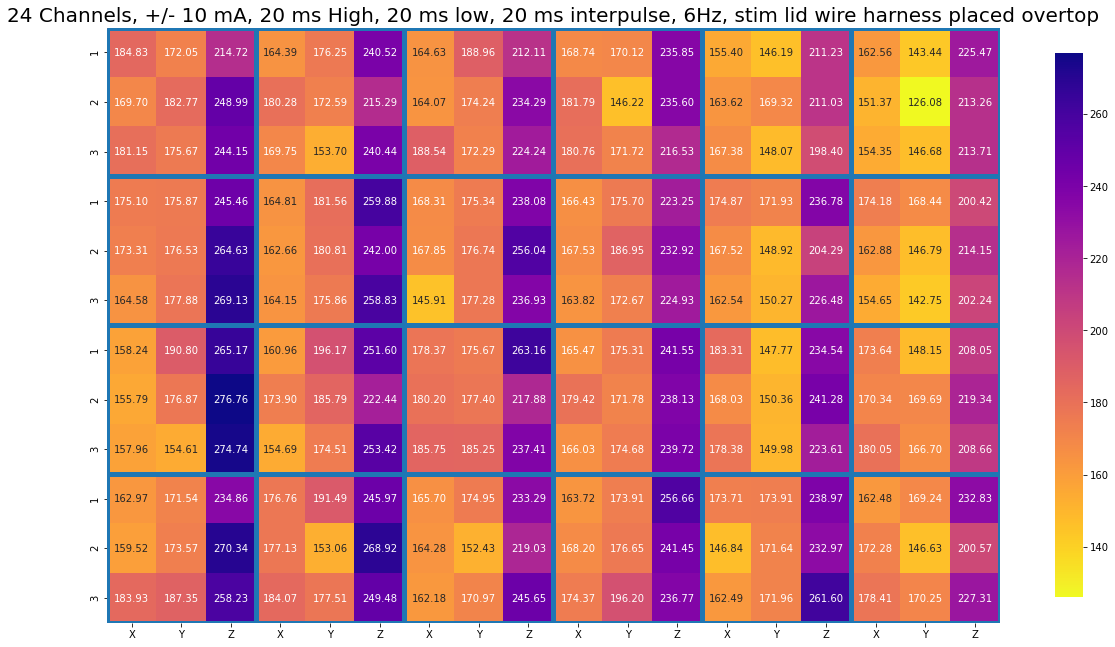 24 Channels, +/- 10 mA, 20 ms High, 20 ms low, 20 ms interpulse, 6Hz, stim lid wire harness placed overtop
1 184.83 172.05 214.72 164.39 176.25 240.52 164.63 188.96 212.11 168.74 170.12 235.85 155.40 146.19 211.23 162.56 143.44 225.47
2 169.70 182.77 248.99 180.28 172.59 215.29 164.07 174.24 234.29 181.79 146.22 235.60 163.62 169.32 211.03 151.37 126.08 213.26
3 181.15 175.67 244.15 169.75 153.70 240.44 188.54 172.29 224.24 180.76 171.72 216.53 167.38 148.07 198.40 154.35 146.68 213.71
1 175.10 175.87 245.46 164.81 181.56 259.88 168.31 175.34 238.08 166.43 175.70 223.25 174.87 171.93 236.78 174.18 168.44 200.42
2 173.31 176.53 264.63 162.66 180.81 242.00 167.85 176.74 256.04 167.53 186.95 232.92 167.52 148.92 204.29 162.88 146.79 214.15
3 164.58 177.88 269.13 164.15 175.86 258.83 145.91 177.28 236.93 163.82 172.67 224.93 162.54 150.27 226.48 154.65 142.75 202.24
1 158.24 190.80 265.17 160.96 196.17 251.60 178.37 175.67 263.16 165.47 175.31 241.55 183.31 147.77 234.54 173.64 148.15 208.05
2 155.79 176.87 276.76 173.90 185.79 222.44 180.20 177.40 217.88 179.42 171.78 238.13 168.03 150.36 241.28 170.34 169.69 219.34
3 157.96 154.61 274.74 154.69 174.51 253.42 185.75 185.25 237.41 166.03 174.68 239.72 178.38 149.98 223.61 180.05 166.70 208.66
1 162.97 171.54 234.86 176.76 191.49 245.97 165.70 174.95 233.29 163.72 173.91 256.66 173.71 173.91 238.97 162.48 169.24 232.83
2 159.52 173.57 270.34 177.13 153.06 268.92 164.28 152.43 219.03 168.20 176.65 241.45 146.84 171.64 232.97 172.28 146.63 200.57
3 183.93 187.35 258.23 184.07 177.51 249.48 162.18 170.97 245.65 174.37 196.20 236.77 162.49 171.96 261.60 178.41 170.25 227.31
X Y Z X Y Z X Y Z X Y Z X Y Z X Y Z
260
240
220
200
180
160
140